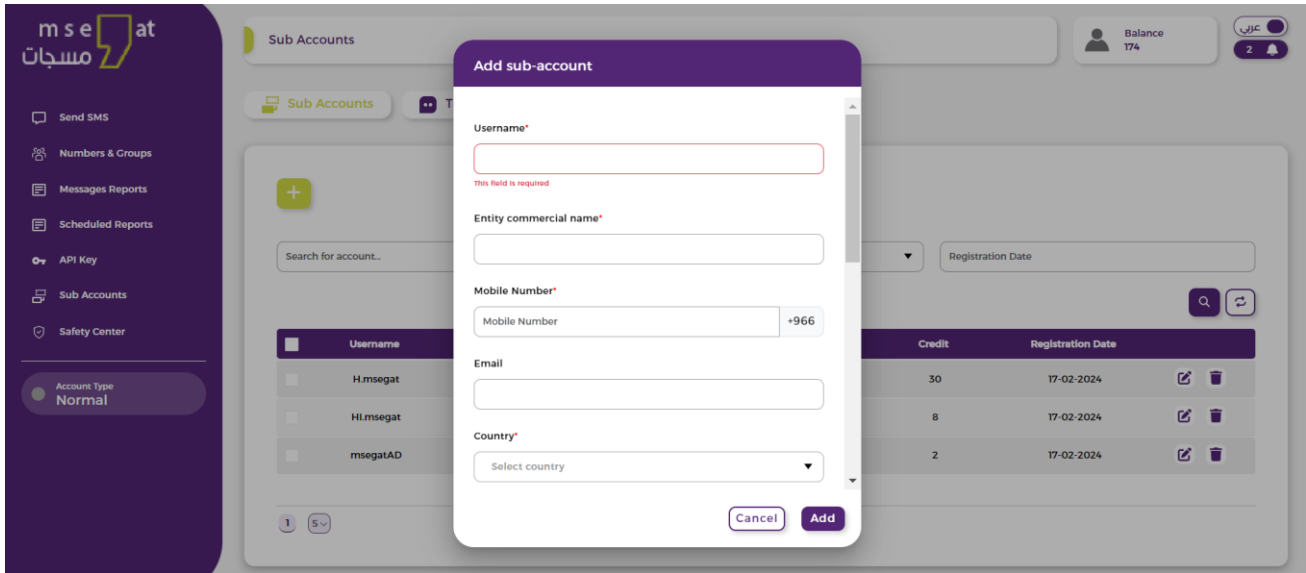 mse at
مسجات
Send SMS
Numbers & Groups
Messages Reports
Scheduled Reports
API Key
Sub Accounts
Safety Center
Account Type
Normal
Sub Accounts
Balance
174
عربي
2
Sub Accounts
T
Search for account...
Registration Date
Username
Credit
Registration Date
H.msegat
30
17-02-2024
HI.msegat
8
17-02-2024
msegatAD
2
17-02-2024
1
5
Add sub-account
Username*
This field is required
Entity commercial name*
Mobile Number*
Mobile Number
+966
Email
Country*
Select country
Cancel
Add